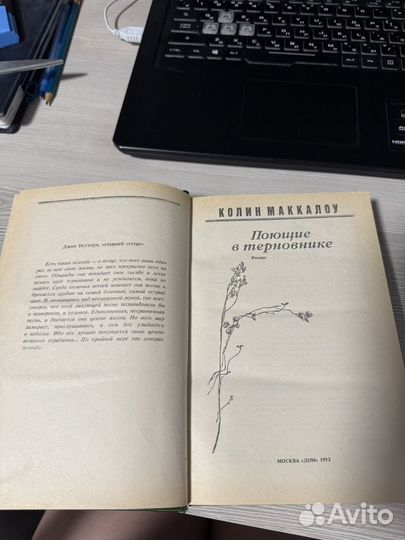 Джин Истхоуп, «старшей сестре»
Есть такая легенда — о птице, что поет лишь один
раз за всю свою жизнь, но зато прекраснее всех на
свете. Однажды она покидает свое гнездо и летит
искать куст терновника и не успокоится, пока не
найдет. Среди колючих ветвей запевает она песню и
бросается грудью на самый длинный, самый острый
шип. И, возвышаясь над несказанной мукой, так поет,
умирая, что этой ликующей песне позавидовали бы
и жаворонок, и соловей. Единственная, несравненная
песнь, и достается она ценою жизни. Но весь мир
замирает, прислушиваясь, и сам бог улыбается
в небесах. Ибо все лучшее покупается лишь ценою
великого страдания... По крайней мере так говорит
легенда.
КОЛИН МАККАЛОУ
Поющие
в терновнике
Роман
МОСКВА «ДОМ» 1993
Avito